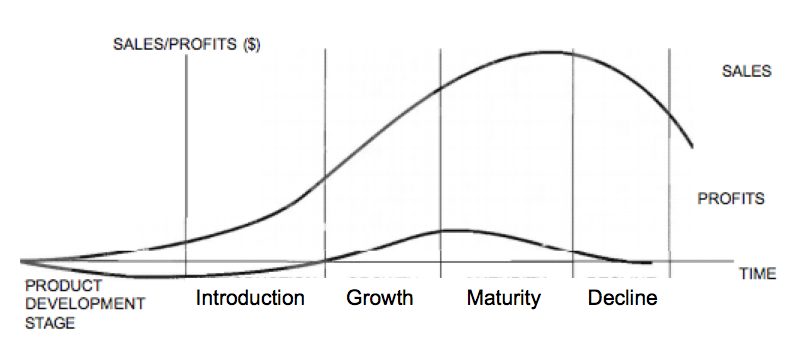 SALES/PROFITS ($)
SALES
PROFITS
TIME
PRODUCT
DEVELOPMENT
STAGE
Introduction
Growth
Maturity
Decline